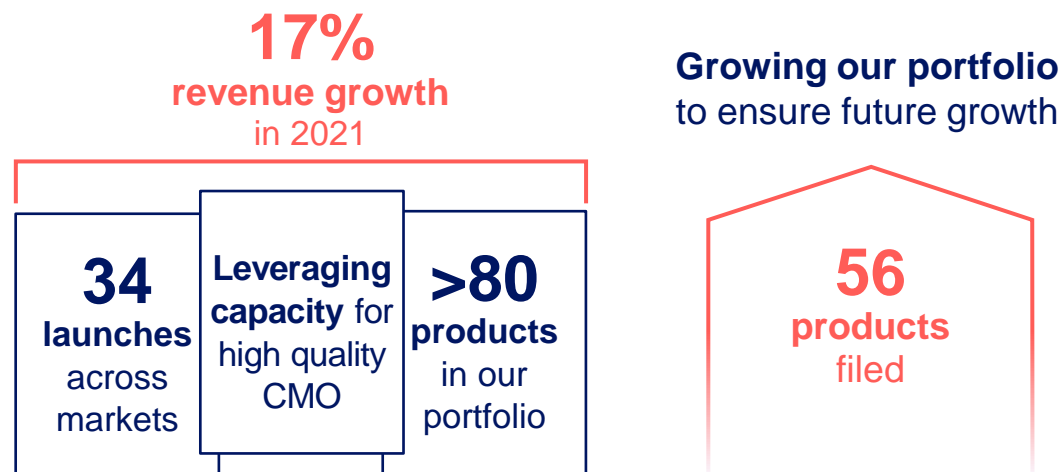 17%
revenue growth
in 2021
34
launches
across
markets
Leveraging
capacity for
high quality
CMO
>80
products
in our
portfolio
Growing our portfolio
to ensure future growth
56
products
filed